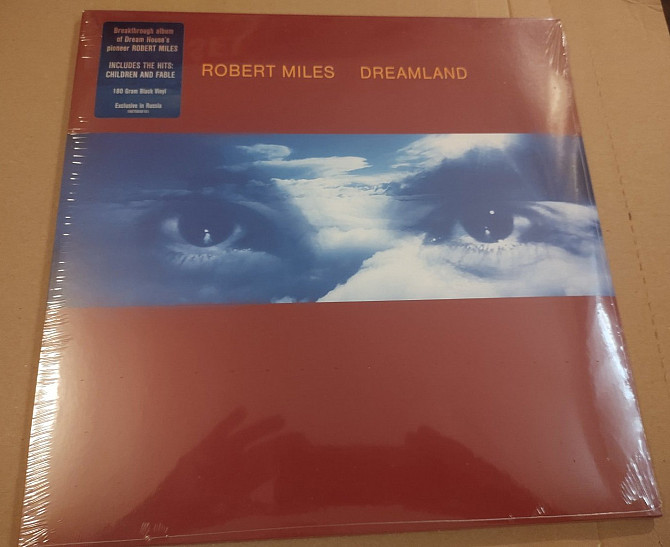 Breakthrough album
of Dream House's
pioneer ROBERT MILES
INCLUDES THE HITS:
CHILDREN AND FABLE
180 Gram Black Vinyl
Exclusive in Russia
ROBERT MILES DREAMLAND